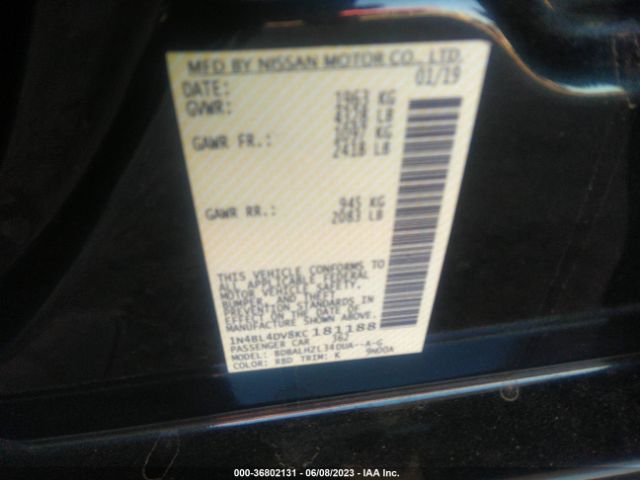 MFD BY NISSAN MOTOR CO., LTD.
DATE: 01/19
GVWR: 1963 KG
4328 LB
GAWR FR.: 1097 KG
2418 LB
GAWR RR.: 945 KG
2083 LB
THIS VEHICLE CONFORMS TO
ALL APPLICABLE FEDERAL
MOTOR VEHICLE SAFETY,
BUMPER, AND THEFT
PREVENTION STANDARDS IN
EFFECT ON THE DATE OF
MANUFACTURE SHOWN ABOVE.
1N4BL4DV8KC181188
PASSENGER CAR 362
MODEL: BDBALHZL34DUA--A-G
COLOR: RBD TRIM: K 9N00A
000-36802131 - 06/08/2023 - IAA Inc.